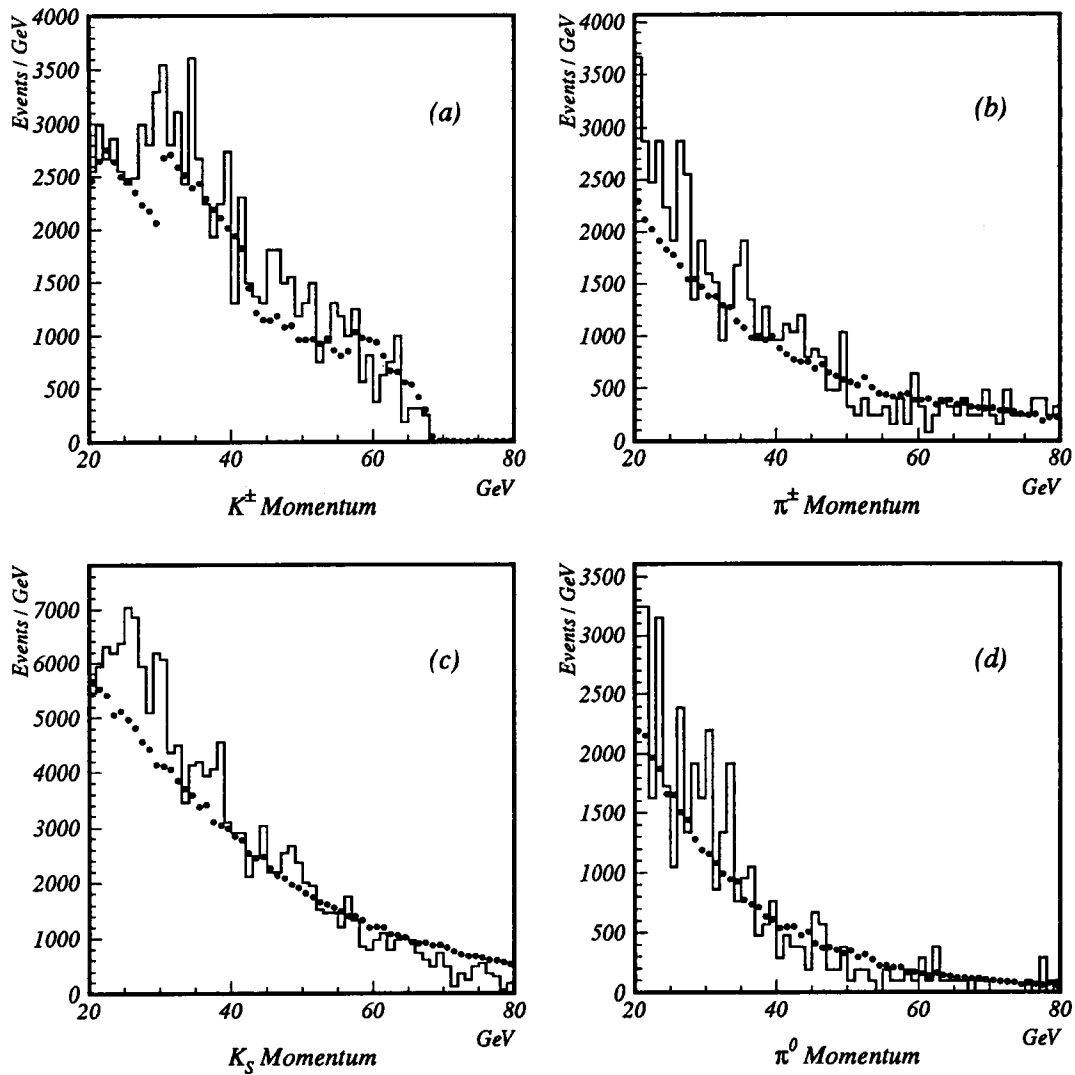 Events / GeV
4000
3500
3000
2500
2000
1500
1000
500
0
(a)
20 40 60 80
GeV
K± Momentum
Events / GeV
4000
3500
3000
2500
2000
1500
1000
500
0
(b)
20 40 60 80
GeV
π± Momentum
Events / GeV
7000
6000
5000
4000
3000
2000
1000
0
(c)
20 40 60 80
GeV
K_S Momentum
Events / GeV
3500
3000
2500
2000
1500
1000
500
0
(d)
20 40 60 80
GeV
π⁰ Momentum